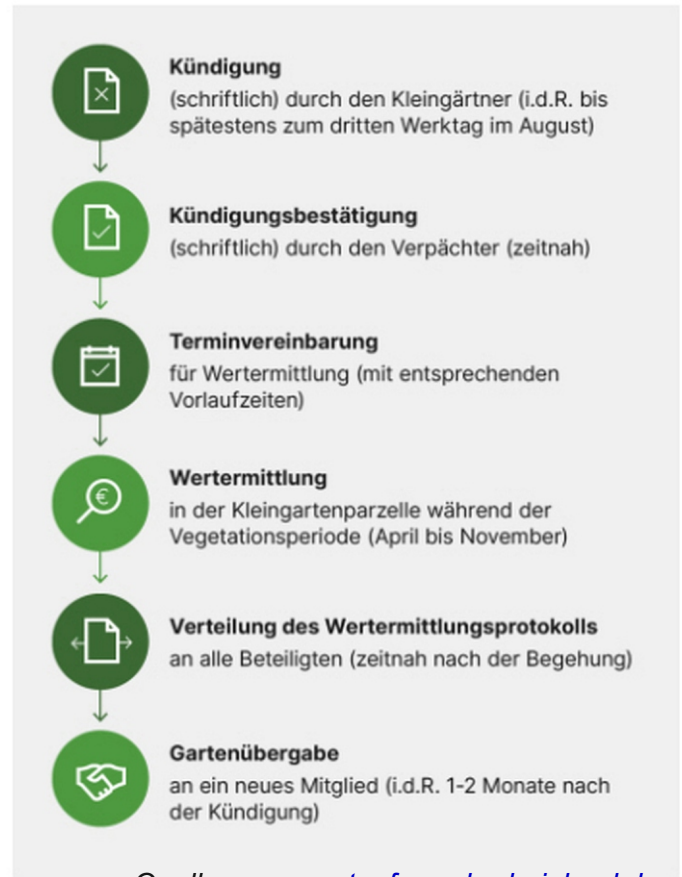 Kündigung
(schriftlich) durch den Kleingärtner (i.d.R. bis
spätestens zum dritten Werktag im August)
Kündigungsbestätigung
(schriftlich) durch den Verpächter (zeitnah)
Terminvereinbarung
für Wertermittlung (mit entsprechenden
Vorlaufzeiten)
Wertermittlung
in der Kleingartenparzelle während der
Vegetationsperiode (April bis November)
Verteilung des Wertermittlungsprotokolls
an alle Beteiligten (zeitnah nach der Begehung)
Gartenübergabe
an ein neues Mitglied (i.d.R. 1-2 Monate nach
der Kündigung)